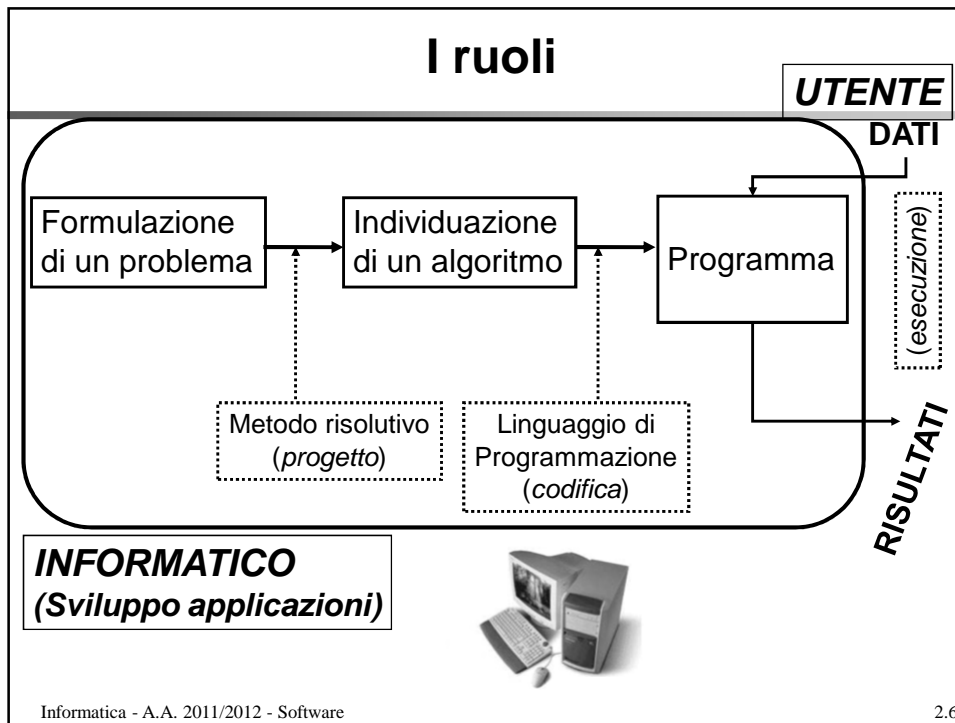 I ruoli
UTENTE
DATI
Formulazione
di un problema
Individuazione
di un algoritmo
Programma
(esecuzione)
Metodo risolutivo
(progetto)
Linguaggio di
Programmazione
(codifica)
RISULTATI
INFORMATICO
(Sviluppo applicazioni)
Informatica - A.A. 2011/2012 - Software
2.6